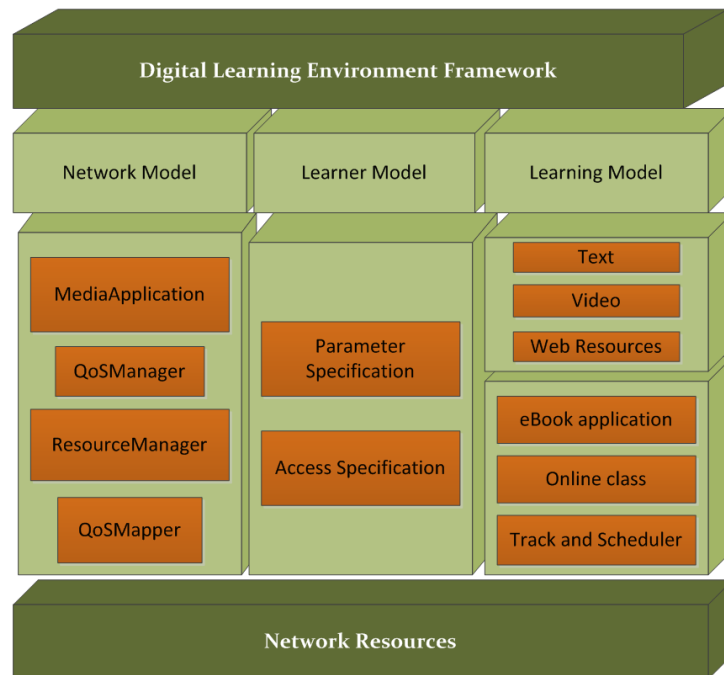 Digital Learning Environment Framework
Network Model
Learner Model
Learning Model
MediaApplication
QoSManager
ResourceManager
QoSMapper
Parameter
Specification
Access Specification
Text
Video
Web Resources
eBook application
Online class
Track and Scheduler
Network Resources